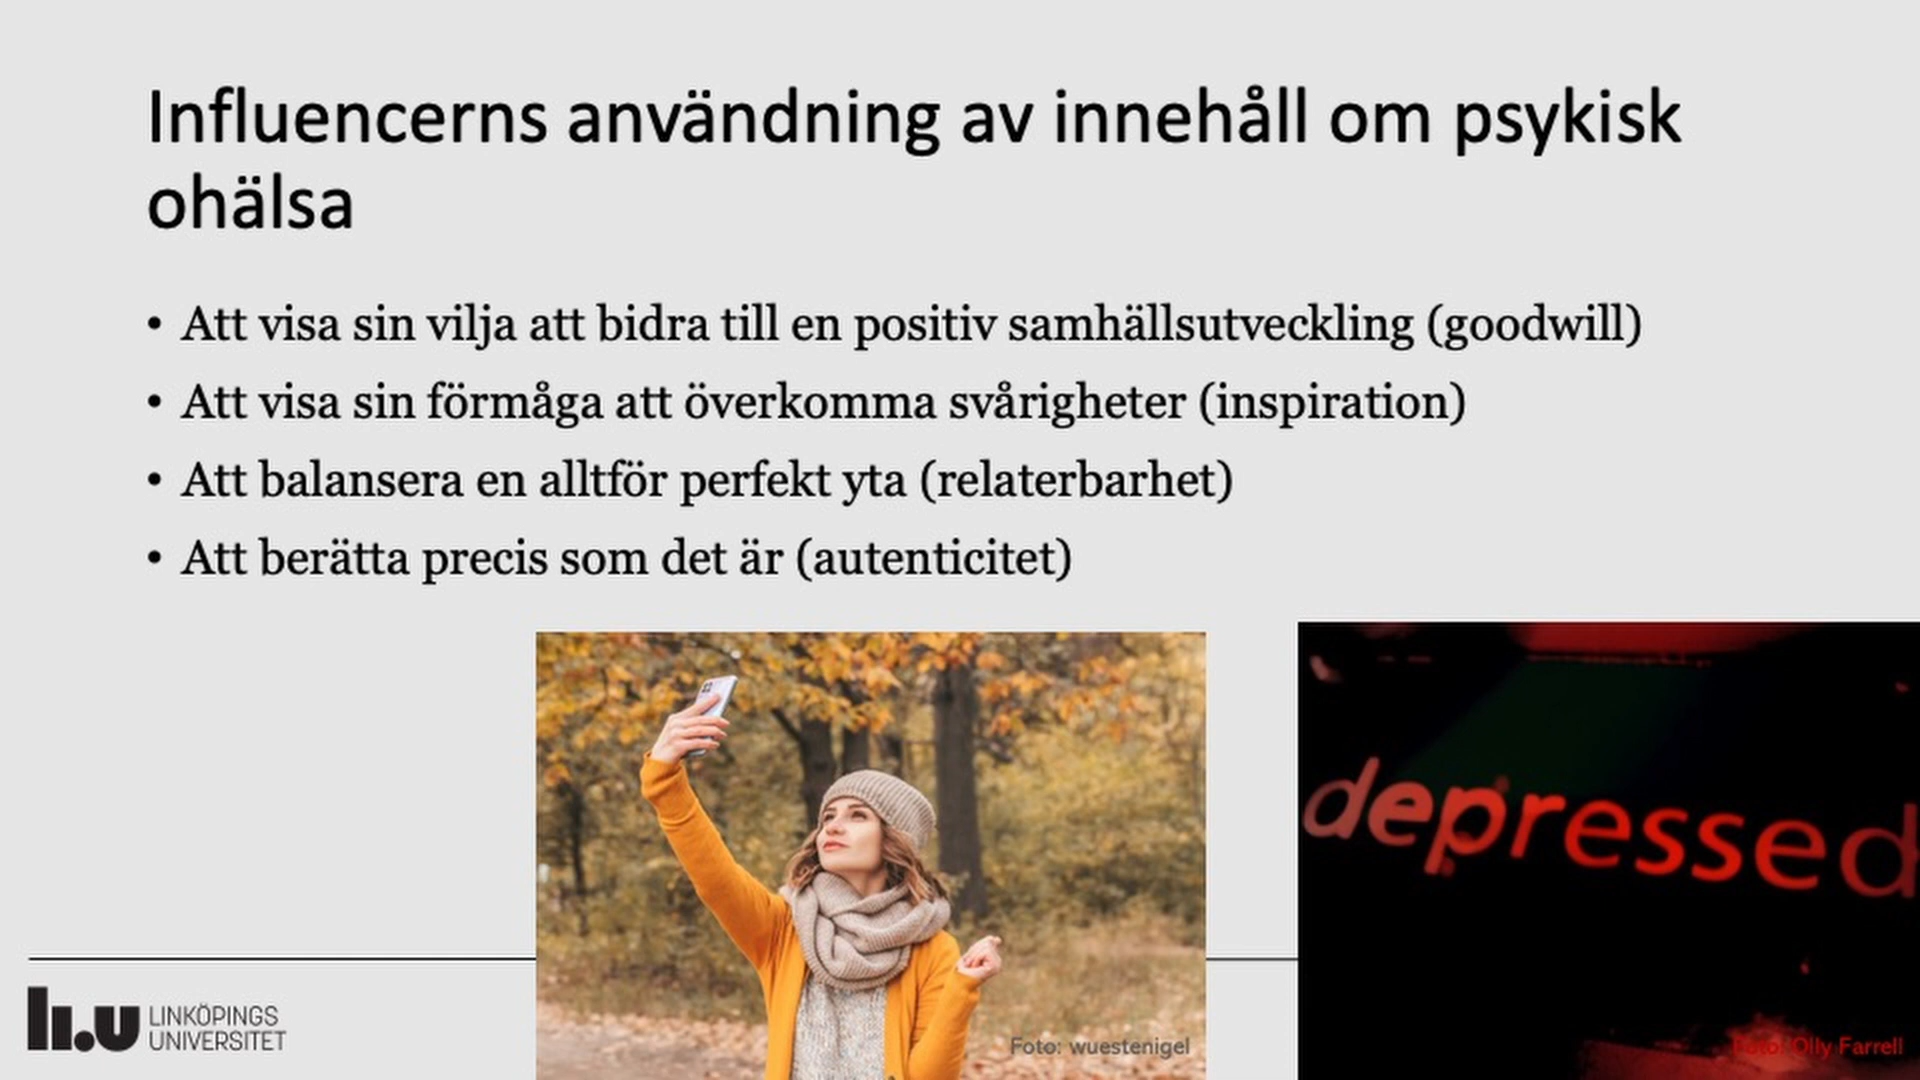 Influencerns användning av innehåll om psykisk
ohälsa
• Att visa sin vilja att bidra till en positiv samhällsutveckling (goodwill)
• Att visa sin förmåga att överkomma svårigheter (inspiration)
• Att balansera en alltför perfekt yta (relaterbarhet)
• Att berätta precis som det är (autenticitet)
depressed
Foto: wuestenigel
Foto: Olly Farrell
li.u LINKÖPINGS
UNIVERSITET